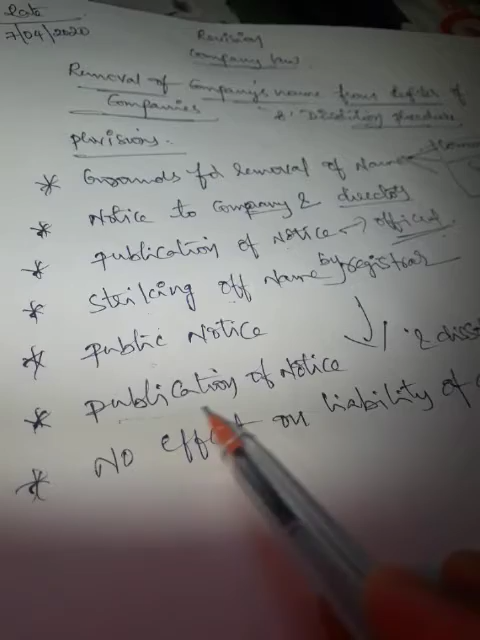 Date
7/04/2020
Revision
Company law
Removal of Company's name from Register of
Companies & Dissolution procedure
provisions.
* Grounds for removal of Name
* Notice to Company & directors
* publication of Notice → official
* Striking off Name by registrar
* public Notice
* publication of Notice
* No effect on liability of